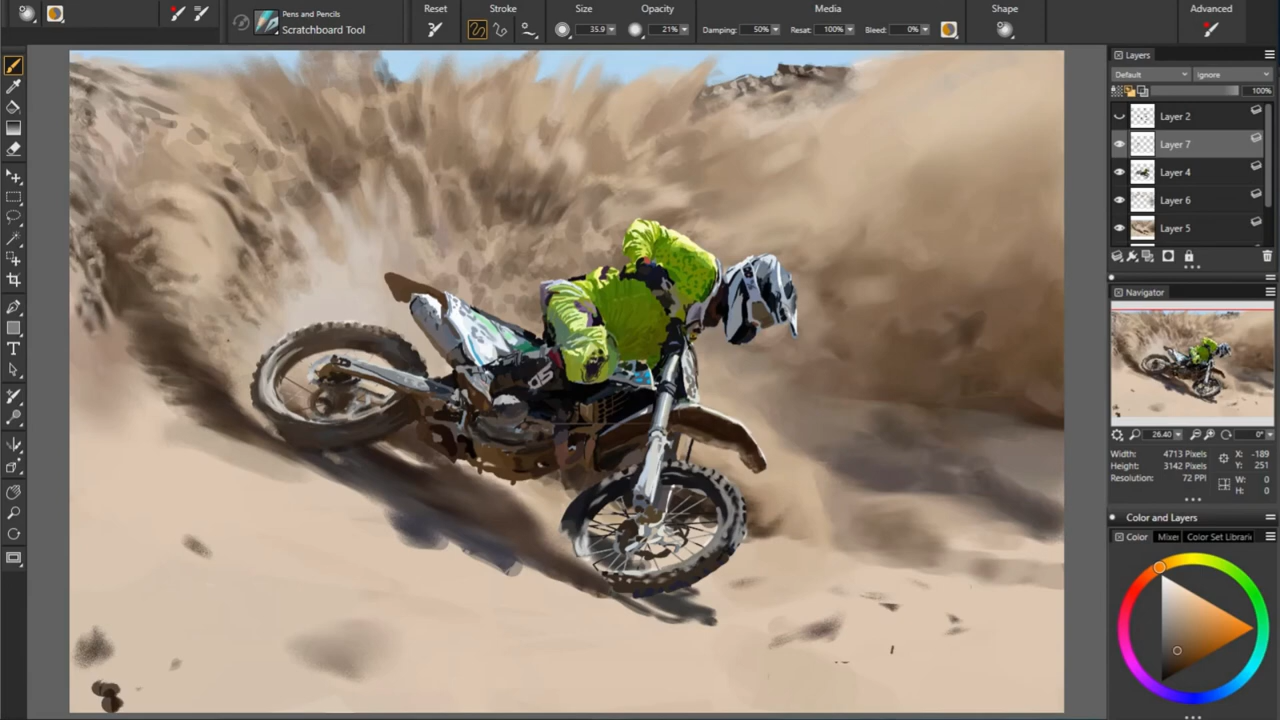 Pens and Pencils
Scratchboard Tool
Reset
Stroke
Size
35.9
Opacity
21%
Media
Damping: 50%
Resat: 100%
Bleed: 0%
Shape
Advanced
Layers
Default
Ignore
100%
Layer 2
Layer 7
Layer 4
Layer 6
Layer 5
Navigator
26.40
0°
Width: 4713 Pixels
Height: 3142 Pixels
Resolution: 72 PPI
X: -189
Y: 251
W: 0
H: 0
Color and Layers
Color
Mixer
Color Set Librari
T
05